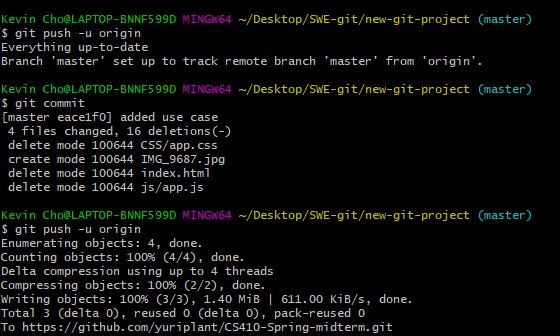 Kevin Cho@LAPTOP-BNNF599D MINGW64 ~/Desktop/SWE-git/new-git-project (master)
$ git push -u origin
Everything up-to-date
Branch 'master' set up to track remote branch 'master' from 'origin'.
Kevin Cho@LAPTOP-BNNF599D MINGW64 ~/Desktop/SWE-git/new-git-project (master)
$ git commit
[master eace1f0] added use case
 4 files changed, 16 deletions(-)
 delete mode 100644 CSS/app.css
 create mode 100644 IMG_9687.jpg
 delete mode 100644 index.html
 delete mode 100644 js/app.js
Kevin Cho@LAPTOP-BNNF599D MINGW64 ~/Desktop/SWE-git/new-git-project (master)
$ git push -u origin
Enumerating objects: 4, done.
Counting objects: 100% (4/4), done.
Delta compression using up to 4 threads
Compressing objects: 100% (2/2), done.
Writing objects: 100% (3/3), 1.40 MiB | 611.00 KiB/s, done.
Total 3 (delta 0), reused 0 (delta 0), pack-reused 0
To https://github.com/yuriplant/CS410-Spring-midterm.git